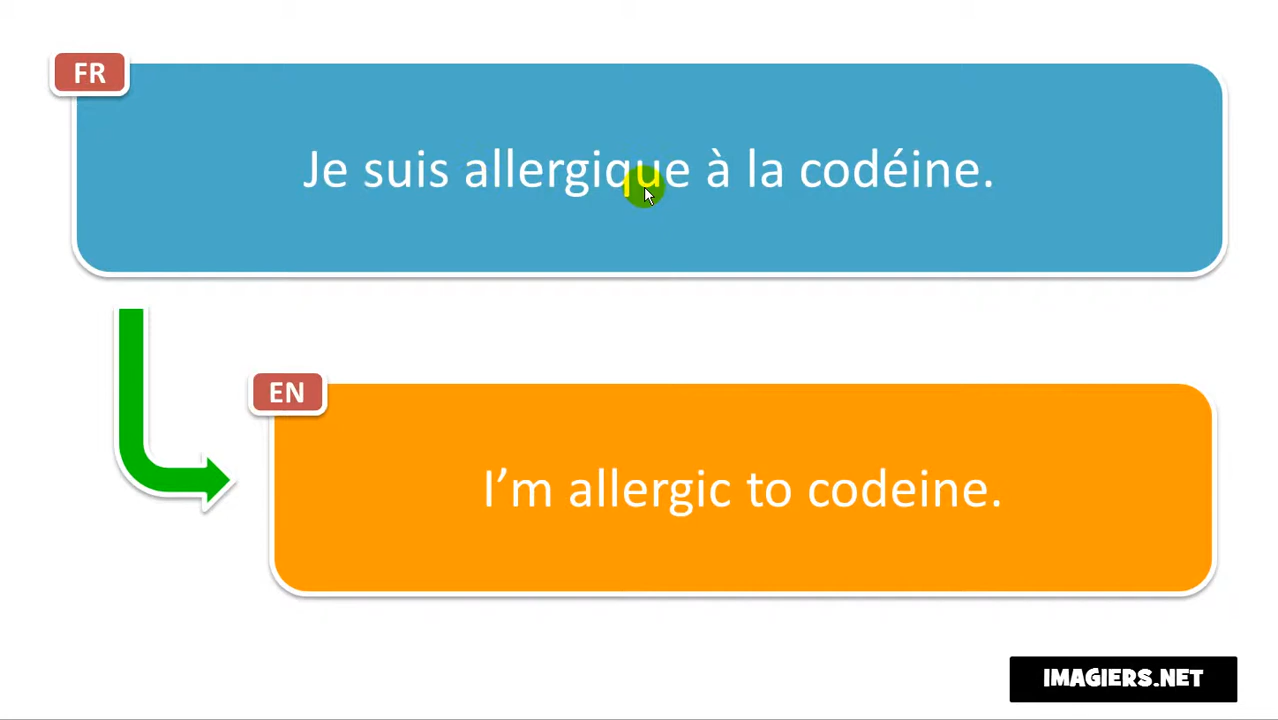 FR
Je suis allergique à la codéine.
EN
I’m allergic to codeine.
IMAGIERS.NET